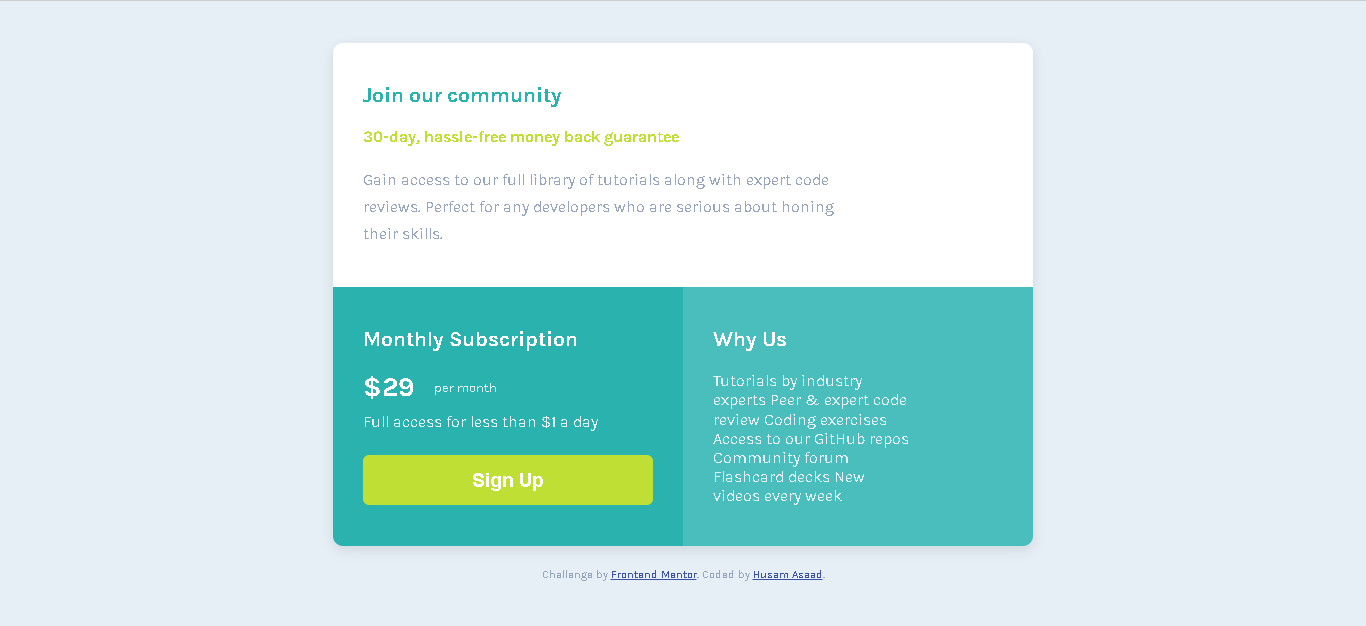 Join our community
30-day, hassle-free money back guarantee
Gain access to our full library of tutorials along with expert code
reviews. Perfect for any developers who are serious about honing
their skills.
Monthly Subscription
$29 per month
Full access for less than $1 a day
Sign Up
Why Us
Tutorials by industry
experts Peer & expert code
review Coding exercises
Access to our GitHub repos
Community forum
Flashcard decks New
videos every week
Challenge by Frontend Mentor. Coded by Husam Asaad.